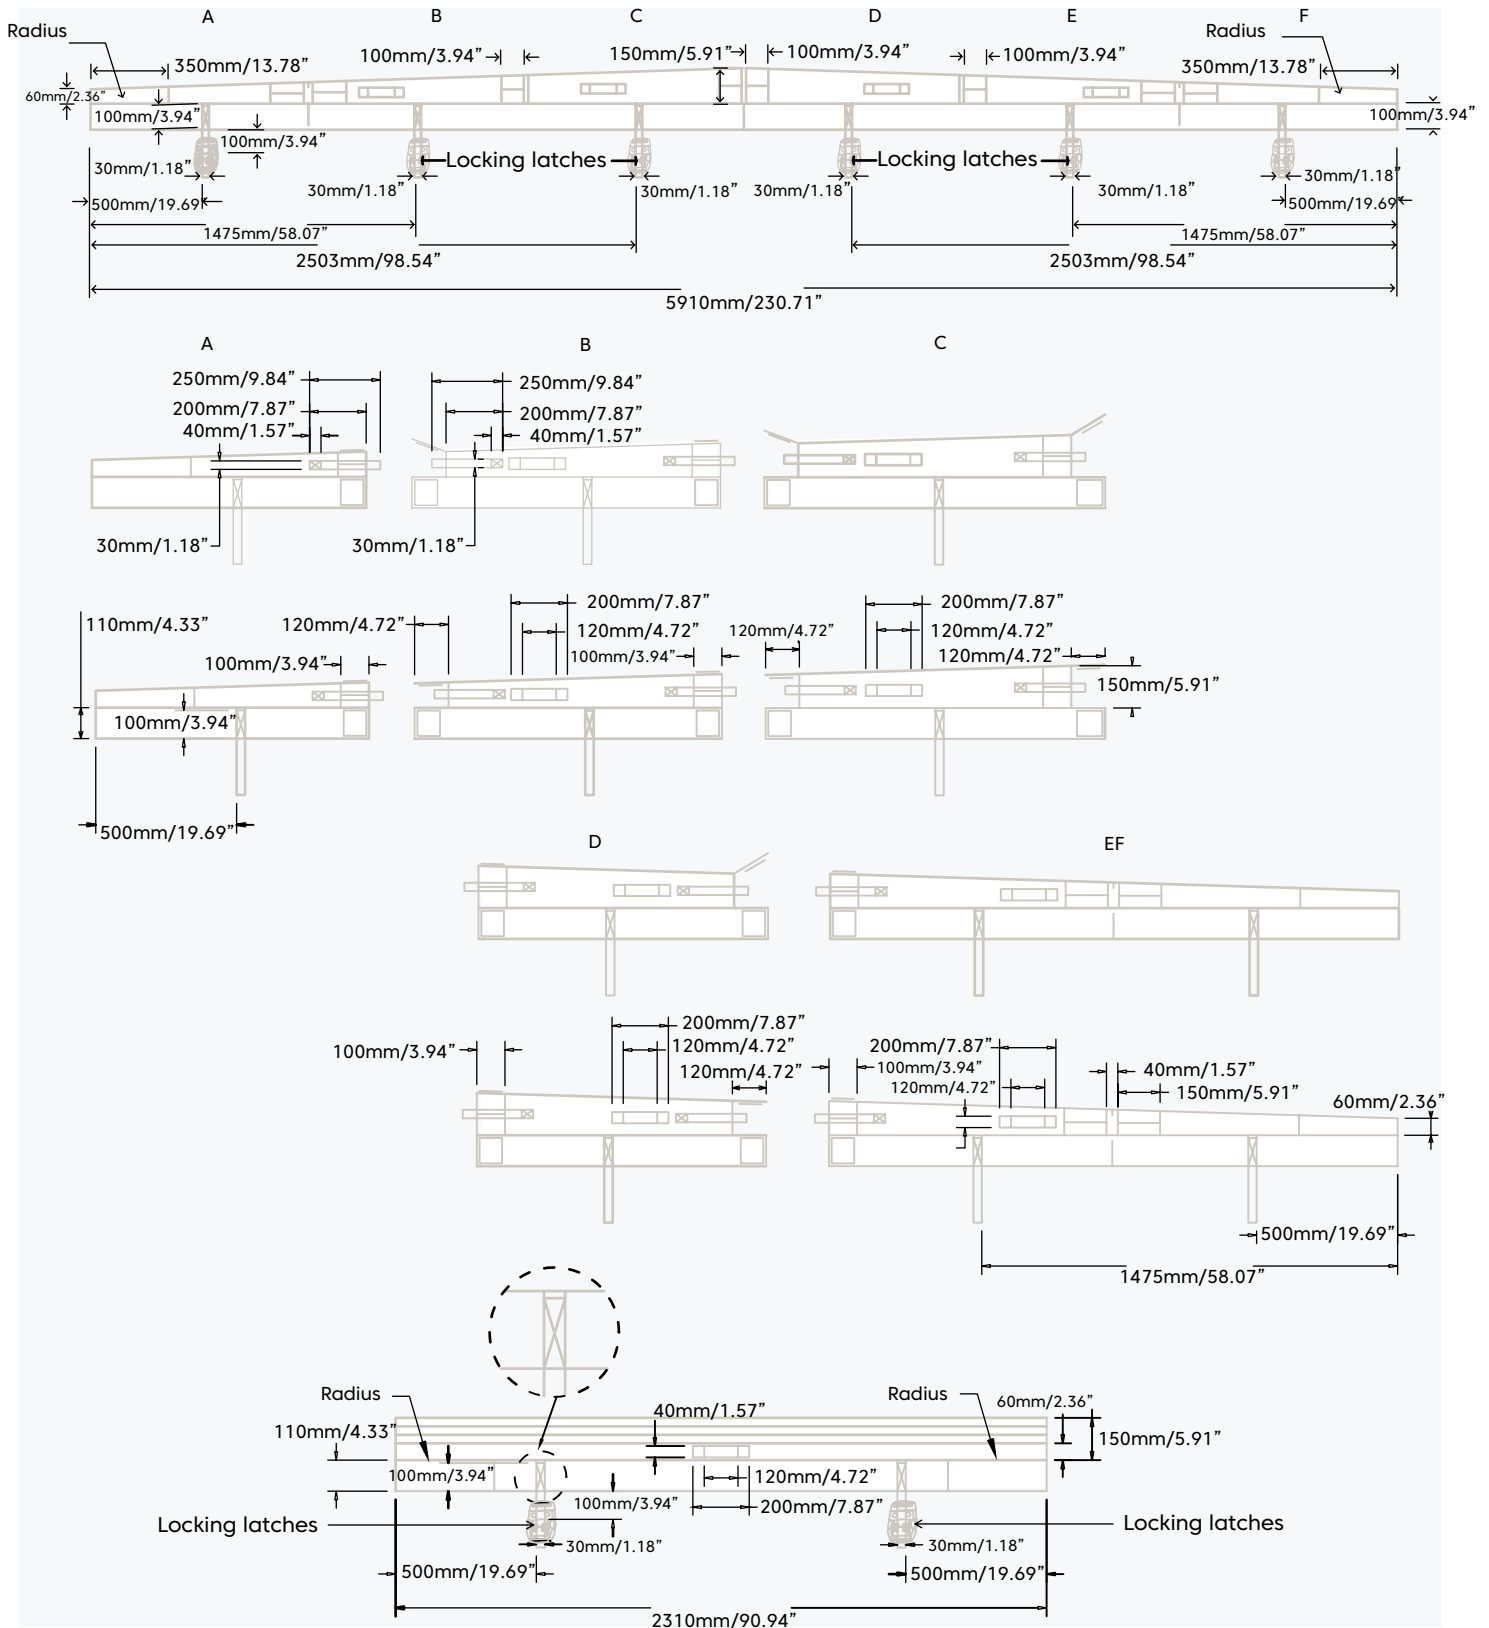 A B C D E F
Radius Radius
100mm/3.94” 150mm/5.91” 100mm/3.94” 100mm/3.94”
350mm/13.78” 350mm/13.78”
60mm/2.36”
100mm/3.94” 100mm/3.94”
100mm/3.94”
Locking latches Locking latches
30mm/1.18” 30mm/1.18”
30mm/1.18” 30mm/1.18” 30mm/1.18” 30mm/1.18”
500mm/19.69” 500mm/19.69”
1475mm/58.07” 1475mm/58.07”
2503mm/98.54” 2503mm/98.54”
5910mm/230.71”
A B C
250mm/9.84” 250mm/9.84”
200mm/7.87” 200mm/7.87”
40mm/1.57” 40mm/1.57”
30mm/1.18” 30mm/1.18”
200mm/7.87” 200mm/7.87”
110mm/4.33” 120mm/4.72” 120mm/4.72” 120mm/4.72” 120mm/4.72”
100mm/3.94” 100mm/3.94” 120mm/4.72”
150mm/5.91”
100mm/3.94”
500mm/19.69”
D EF
200mm/7.87”
100mm/3.94” 120mm/4.72” 200mm/7.87”
120mm/4.72” 100mm/3.94” 40mm/1.57”
120mm/4.72” 150mm/5.91”
60mm/2.36”
500mm/19.69”
1475mm/58.07”
Radius Radius
60mm/2.36”
40mm/1.57”
110mm/4.33” 150mm/5.91”
100mm/3.94” 120mm/4.72”
100mm/3.94” 200mm/7.87”
Locking latches Locking latches
30mm/1.18” 30mm/1.18”
500mm/19.69” 500mm/19.69”
2310mm/90.94”